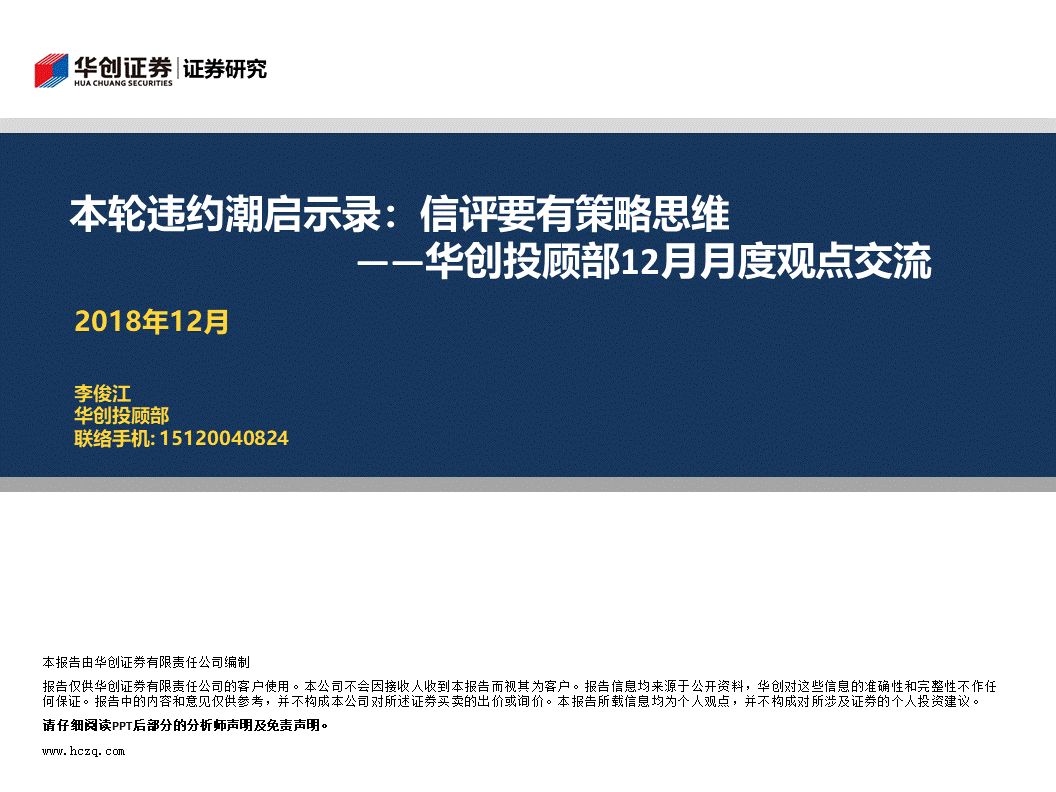 华创证券 证券研究
HUA CHUANG SECURITIES
本轮违约潮启示录：信评要有策略思维
——华创投顾部12月月度观点交流
2018年12月
李俊江
华创投顾部
联络手机: 15120040824
本报告由华创证券有限责任公司编制
报告仅供华创证券有限责任公司的客户使用。本公司不会因接收人收到本报告而视其为客户。报告信息均来源于公开资料，华创对这些信息的准确性和完整性不作任
何保证。报告中的内容和意见仅供参考，并不构成本公司对所述证券买卖的出价或询价。本报告所载信息均为个人观点，并不构成对所涉及证券的个人投资建议。
请仔细阅读PPT后部分的分析师声明及免责声明。
www.hczq.com